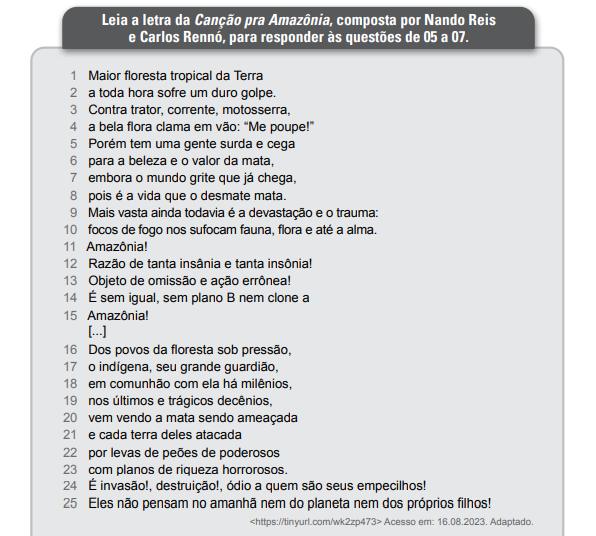 Leia a letra da Canção pra Amazônia, composta por Nando Reis
e Carlos Rennó, para responder às questões de 05 a 07.
1 Maior floresta tropical da Terra
2 a toda hora sofre um duro golpe.
3 Contra trator, corrente, motosserra,
4 a bela flora clama em vão: “Me poupe!”
5 Porém tem uma gente surda e cega
6 para a beleza e o valor da mata,
7 embora o mundo grite que já chega,
8 pois é a vida que o desmate mata.
9 Mais vasta ainda todavia é a devastação e o trauma:
10 focos de fogo nos sufocam fauna, flora e até a alma.
11 Amazônia!
12 Razão de tanta insânia e tanta insônia!
13 Objeto de omissão e ação errônea!
14 É sem igual, sem plano B nem clone a
15 Amazônia!
[...]
16 Dos povos da floresta sob pressão,
17 o indígena, seu grande guardião,
18 em comunhão com ela há milênios,
19 nos últimos e trágicos decênios,
20 vem vendo a mata sendo ameaçada
21 e cada terra deles atacada
22 por levas de peões de poderosos
23 com planos de riqueza horrorosos.
24 É invasão!, destruição!, ódio a quem são seus empecilhos!
25 Eles não pensam no amanhã nem do planeta nem dos próprios filhos!
<https://tinyurl.com/wk2zp473> Acesso em: 16.08.2023. Adaptado.